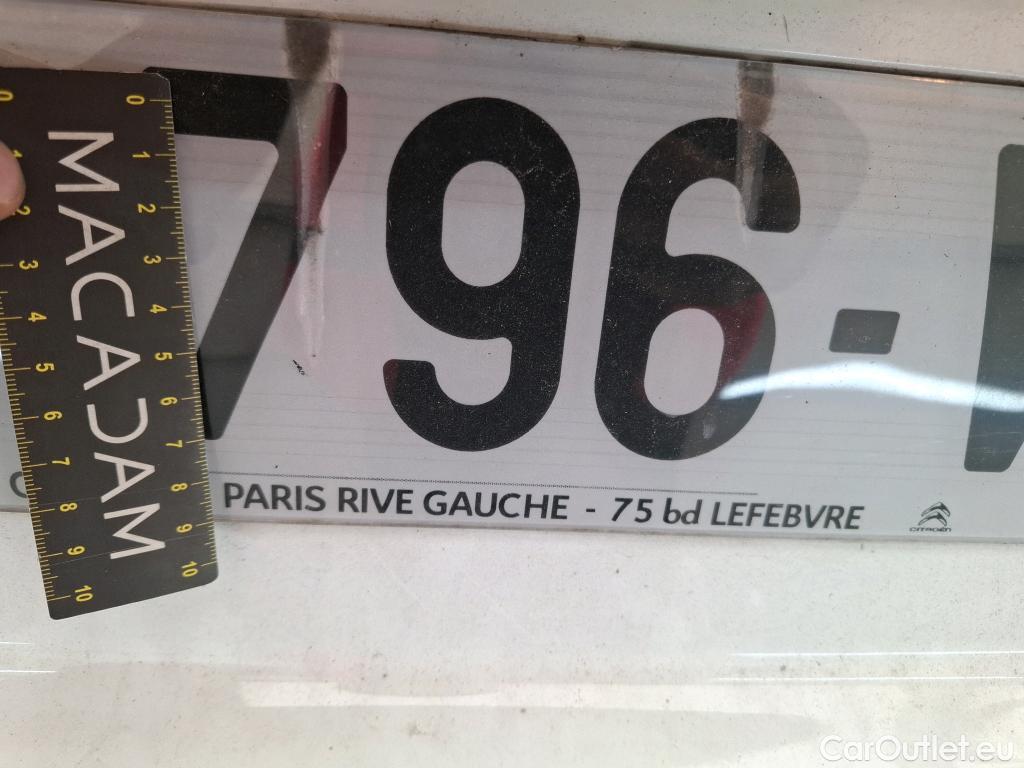 796-
MACADAM
0 1 2 3 4 5 6 7 8 9 10
0 1 2 3 4 5 6 7 8 9 10
PARIS RIVE GAUCHE - 75 bd LEFEBVRE
CITROËN
CarOutlet.eu